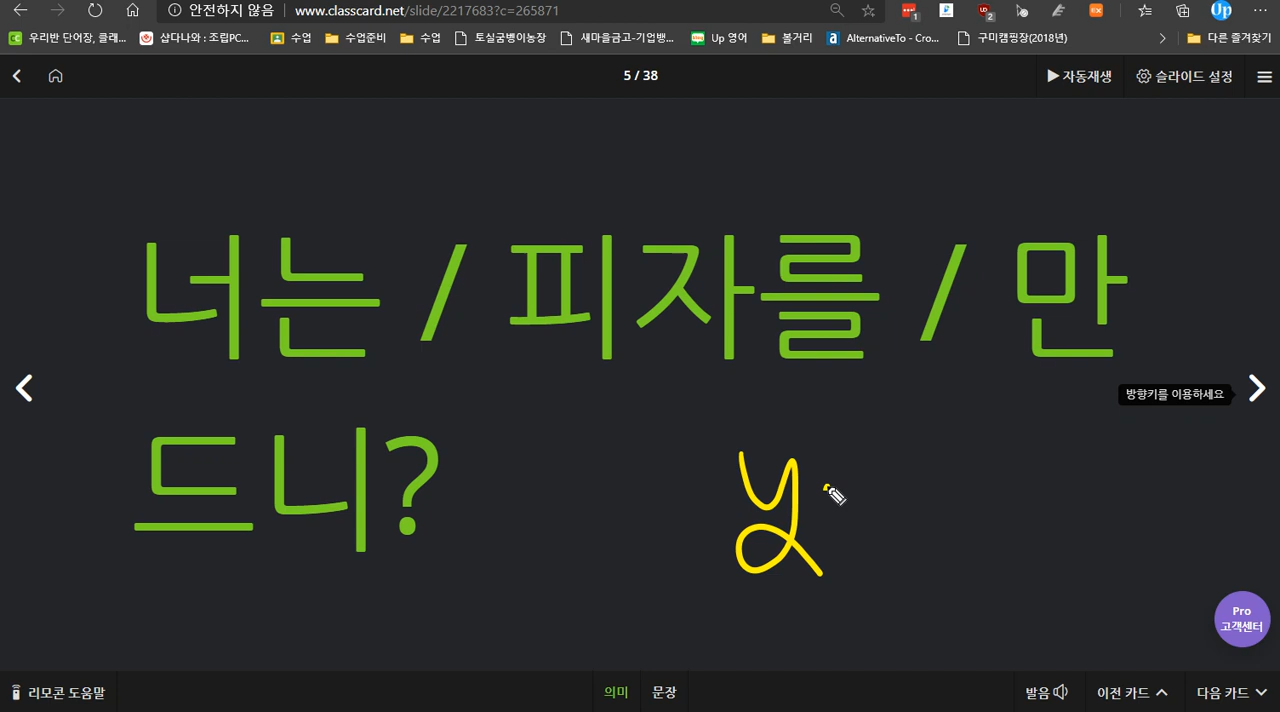 안전하지 않음 www.classcard.net/slide/2217683?c=265871
1 2 EX Up
우리반 단어장, 클래... 샵다나와 : 조립PC... 수업 수업준비 수업 토실굼벵이농장 새마을금고-기업뱅... Up 영어 볼거리 AlternativeTo - Cro... 구미캠핑장(2018년) 다른 즐겨찾기
5 / 38 자동재생 슬라이드 설정
너는 / 피자를 / 만
방향키를 이용하세요
드니?
y
Pro
고객센터
리모콘 도움말 의미 문장 발음 이전 카드 다음 카드